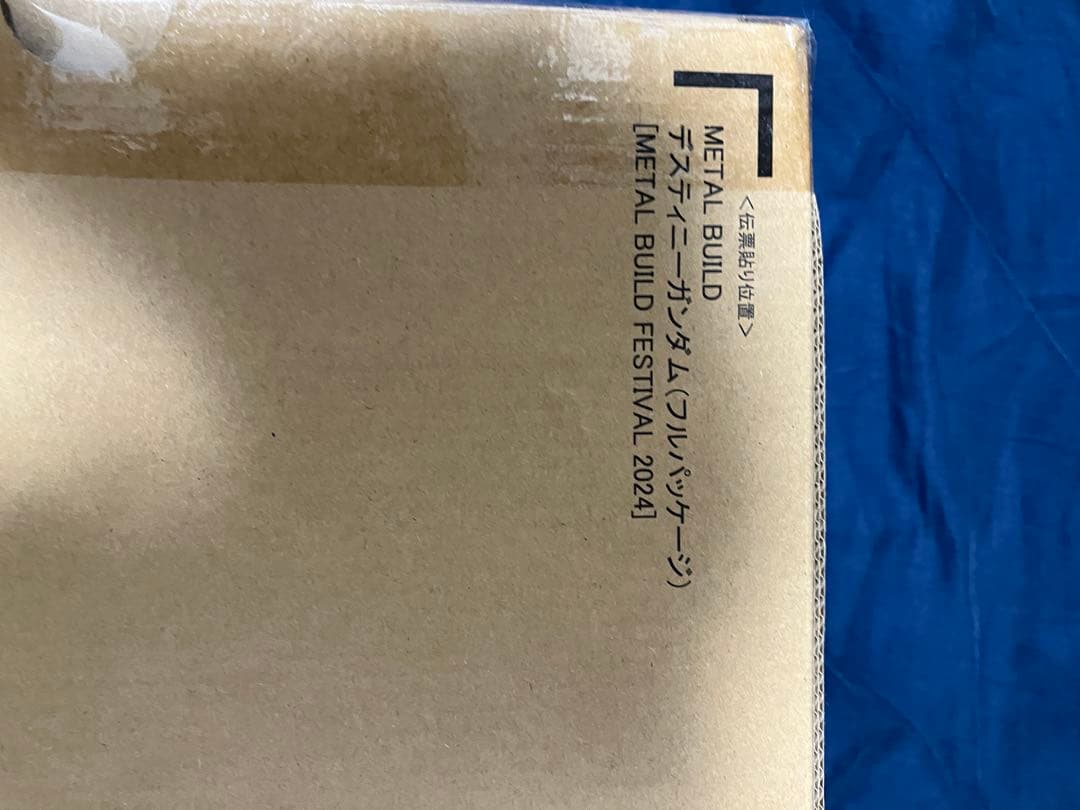 <伝票貼り位置>
METAL BUILD
デスティニーガンダム(フルパッケージ)
[METAL BUILD FESTIVAL 2024]